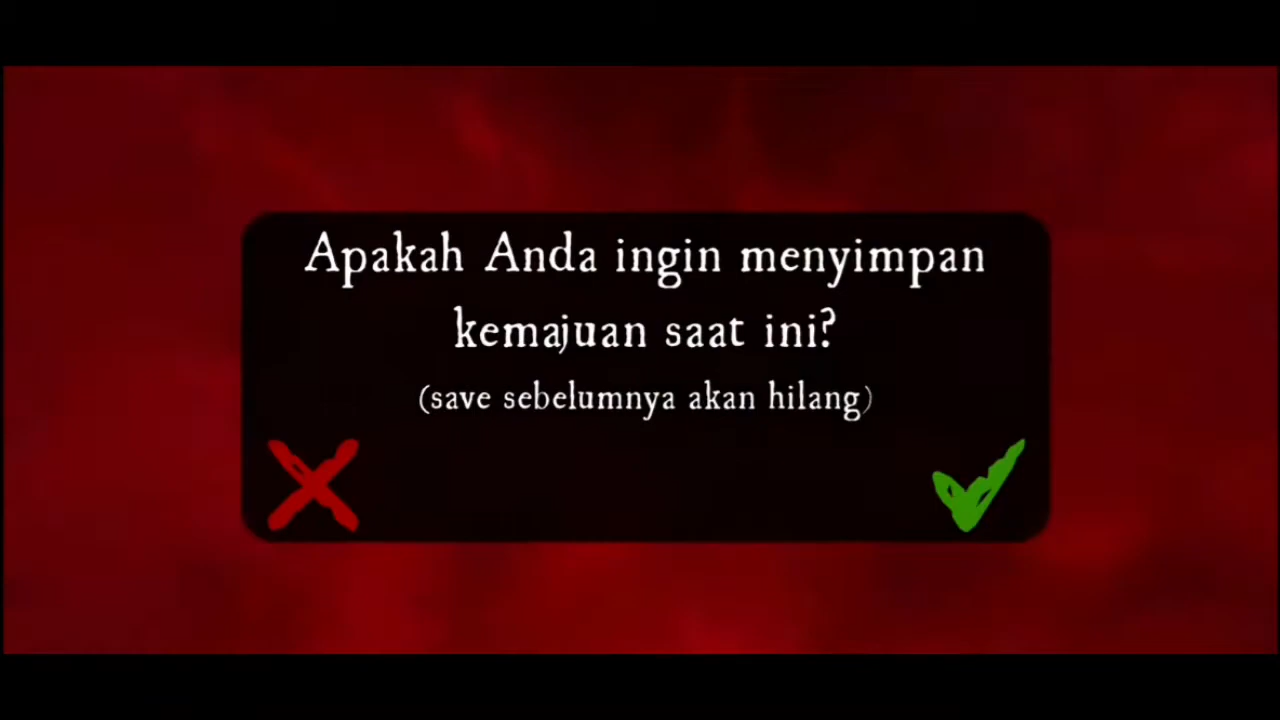 Apakah Anda ingin menyimpan
kemajuan saat ini?
(save sebelumnya akan hilang)